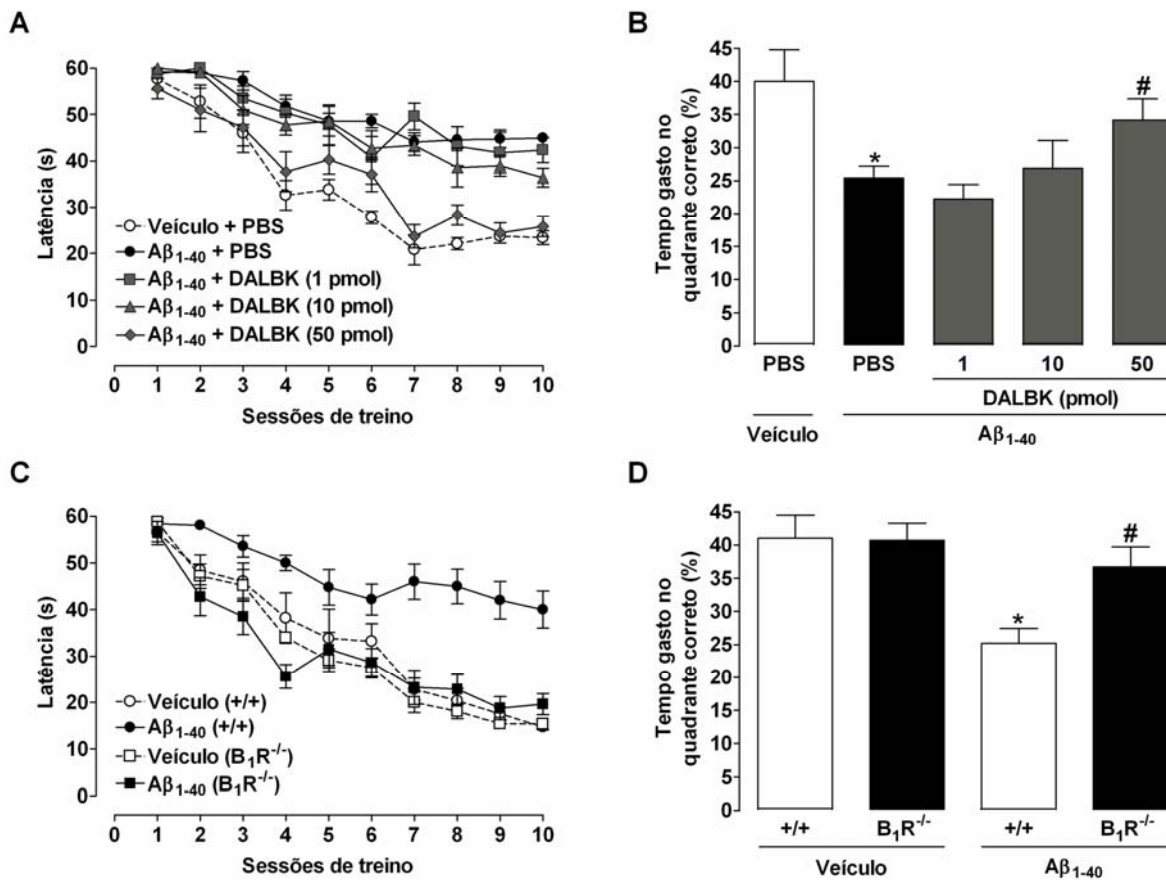 A
Latência (s)
60
50
40
30
20
10
0
Veículo + PBS
Aβ1-40 + PBS
Aβ1-40 + DALBK (1 pmol)
Aβ1-40 + DALBK (10 pmol)
Aβ1-40 + DALBK (50 pmol)
0 1 2 3 4 5 6 7 8 9 10
Sessões de treino
B
Tempo gasto no
quadrante correto (%)
45
40
35
30
25
20
15
10
5
0
*
#
PBS PBS 1 10 50
DALBK (pmol)
Veículo Aβ1-40
C
Latência (s)
60
50
40
30
20
10
0
Veículo (+/+)
Aβ1-40 (+/+)
Veículo (B1R-/-)
Aβ1-40 (B1R-/-)
0 1 2 3 4 5 6 7 8 9 10
Sessões de treino
D
Tempo gasto no
quadrante correto (%)
45
40
35
30
25
20
15
10
5
0
*
#
+/+ B1R-/- +/+ B1R-/-
Veículo Aβ1-40